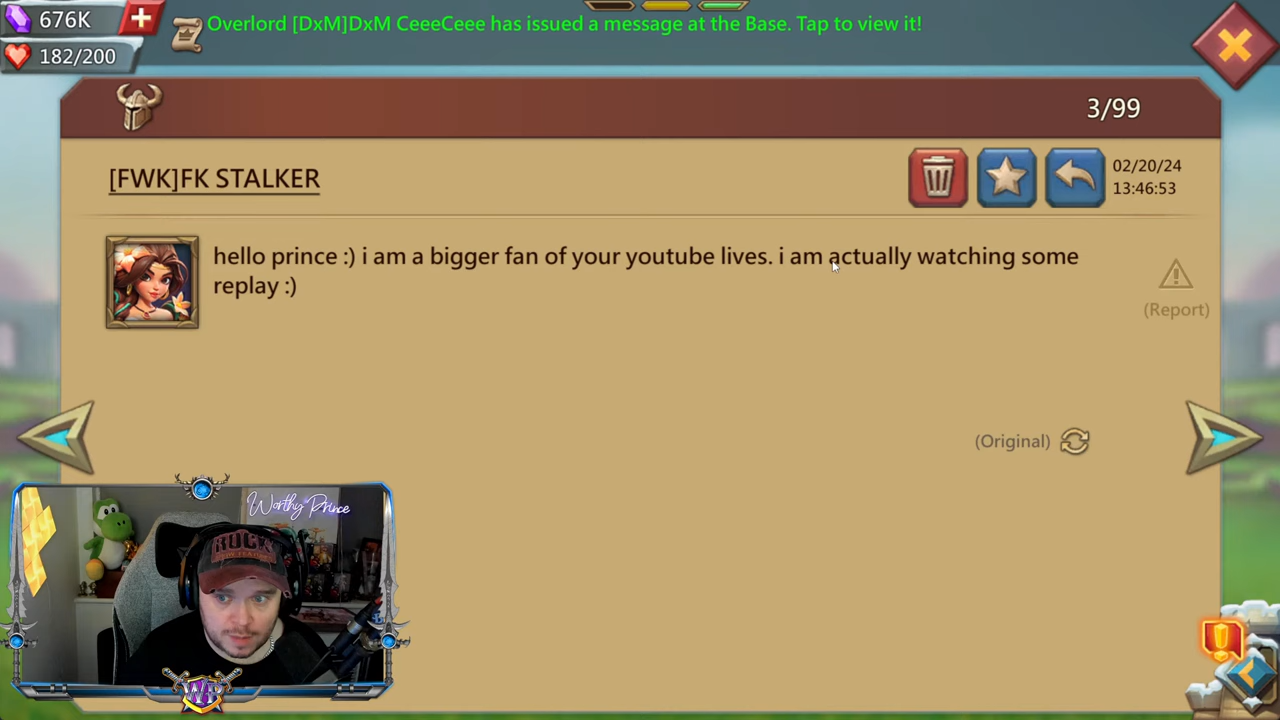 676K
Overlord [DxM]DxM CeeeCeee has issued a message at the Base. Tap to view it!
182/200
3/99
[FWK]FK STALKER
02/20/24
13:46:53
hello prince :) i am a bigger fan of your youtube lives. i am actually watching some
replay :)
(Report)
(Original)
Worthy Prince
ROCK
WP